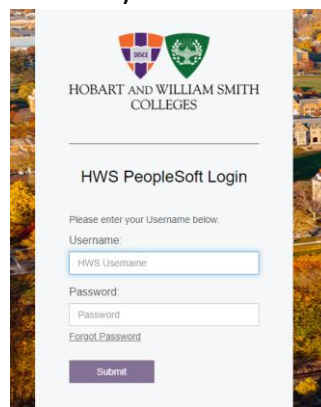 DISCE
HOBART AND WILLIAM SMITH
COLLEGES
HWS PeopleSoft Login
Please enter your Username below.
Username:
HWS Username
Password:
Password
Forgot Password
Submit